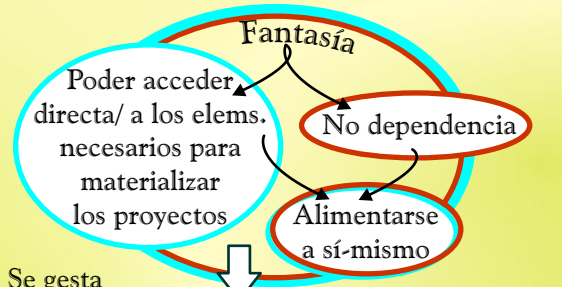 Fantasía
Poder acceder
directa/ a los elems.
necesarios para
materializar
los proyectos
No dependencia
Alimentarse
a sí-mismo
Se gesta